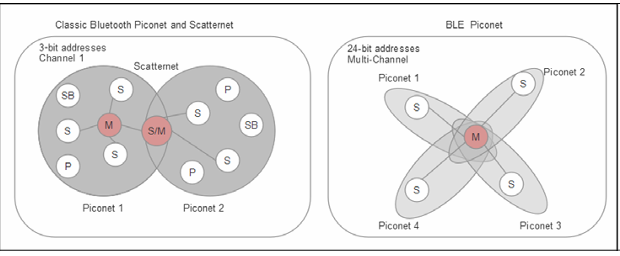 Classic Bluetooth Piconet and Scatternet
3-bit addresses
Channel 1
Scatternet
SB
S
S
M
S/M
S
P
P
S
SB
S
P
Piconet 1
Piconet 2
BLE Piconet
24-bit addresses
Multi-Channel
Piconet 1
Piconet 2
S
S
M
S
S
Piconet 4
Piconet 3